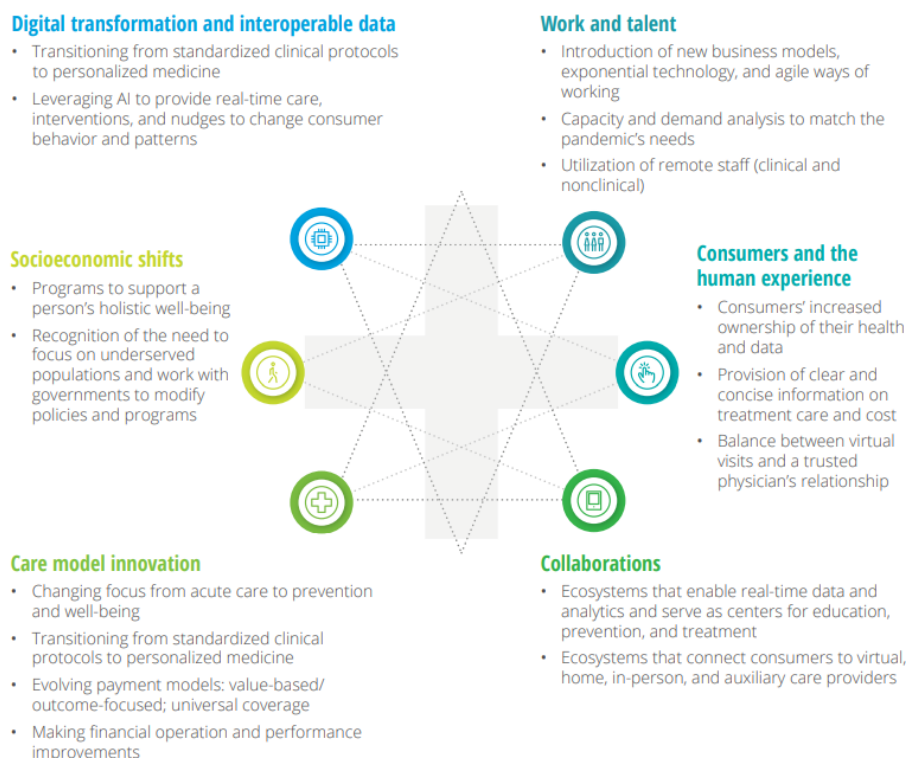 Digital transformation and interoperable data
• Transitioning from standardized clinical protocols
to personalized medicine
• Leveraging AI to provide real-time care,
interventions, and nudges to change consumer
behavior and patterns
Work and talent
• Introduction of new business models,
exponential technology, and agile ways of
working
• Capacity and demand analysis to match the
pandemic’s needs
• Utilization of remote staff (clinical and
nonclinical)
Socioeconomic shifts
• Programs to support a
person’s holistic well-being
• Recognition of the need to
focus on underserved
populations and work with
governments to modify
policies and programs
Consumers and the
human experience
• Consumers’ increased
ownership of their health
and data
• Provision of clear and
concise information on
treatment care and cost
• Balance between virtual
visits and a trusted
physician’s relationship
Care model innovation
• Changing focus from acute care to prevention
and well-being
• Transitioning from standardized clinical
protocols to personalized medicine
• Evolving payment models: value-based/
outcome-focused; universal coverage
• Making financial operation and performance
improvements
Collaborations
• Ecosystems that enable real-time data and
analytics and serve as centers for education,
prevention, and treatment
• Ecosystems that connect consumers to virtual,
home, in-person, and auxiliary care providers